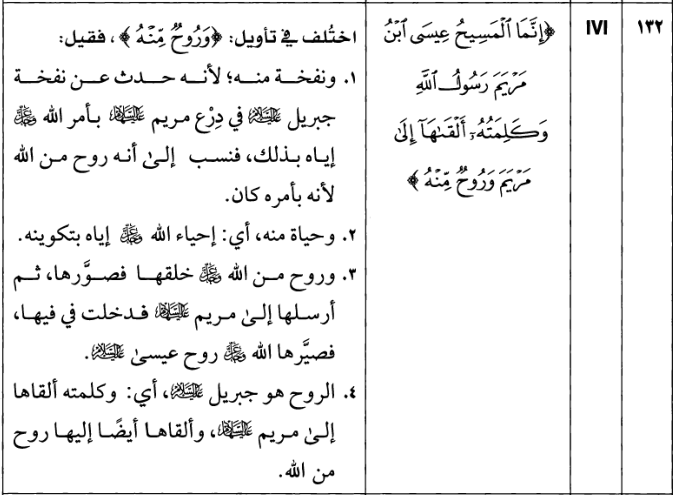 ١٣٢
١٧١
﴿إِنَّمَا ٱلْمَسِيحُ عِيسَى ٱبْنُ
مَرْيَمَ رَسُولُ ٱللَّهِ
وَكَلِمَتُهُۥٓ أَلْقَىٰهَآ إِلَىٰ
مَرْيَمَ وَرُوحٌ مِّنْهُ﴾
اختُلف في تأويل: ﴿وَرُوحٌ مِّنْهُ﴾، فقيل:
١. ونفخة منه؛ لأنه حدث عن نفخة
جبريل عليه السلام في دِرْع مريم عليها السلام بأمر الله عز وجل
إياه بذلك، فنسب إلىٰ أنه روح من الله
لأنه بأمره كان.
٢. وحياة منه، أي: إحياء الله عز وجل إياه بتكوينه.
٣. وروح من الله عز وجل خلقها فصوَّرها، ثم
أرسلها إلىٰ مريم عليها السلام فدخلت في فيها،
فصيَّرها الله عز وجل روح عيسىٰ عليه السلام.
٤. الروح هو جبريل عليه السلام، أي: وكلمته ألقاها
إلىٰ مريم عليها السلام، وألقاها أيضًا إليها روح
من الله.